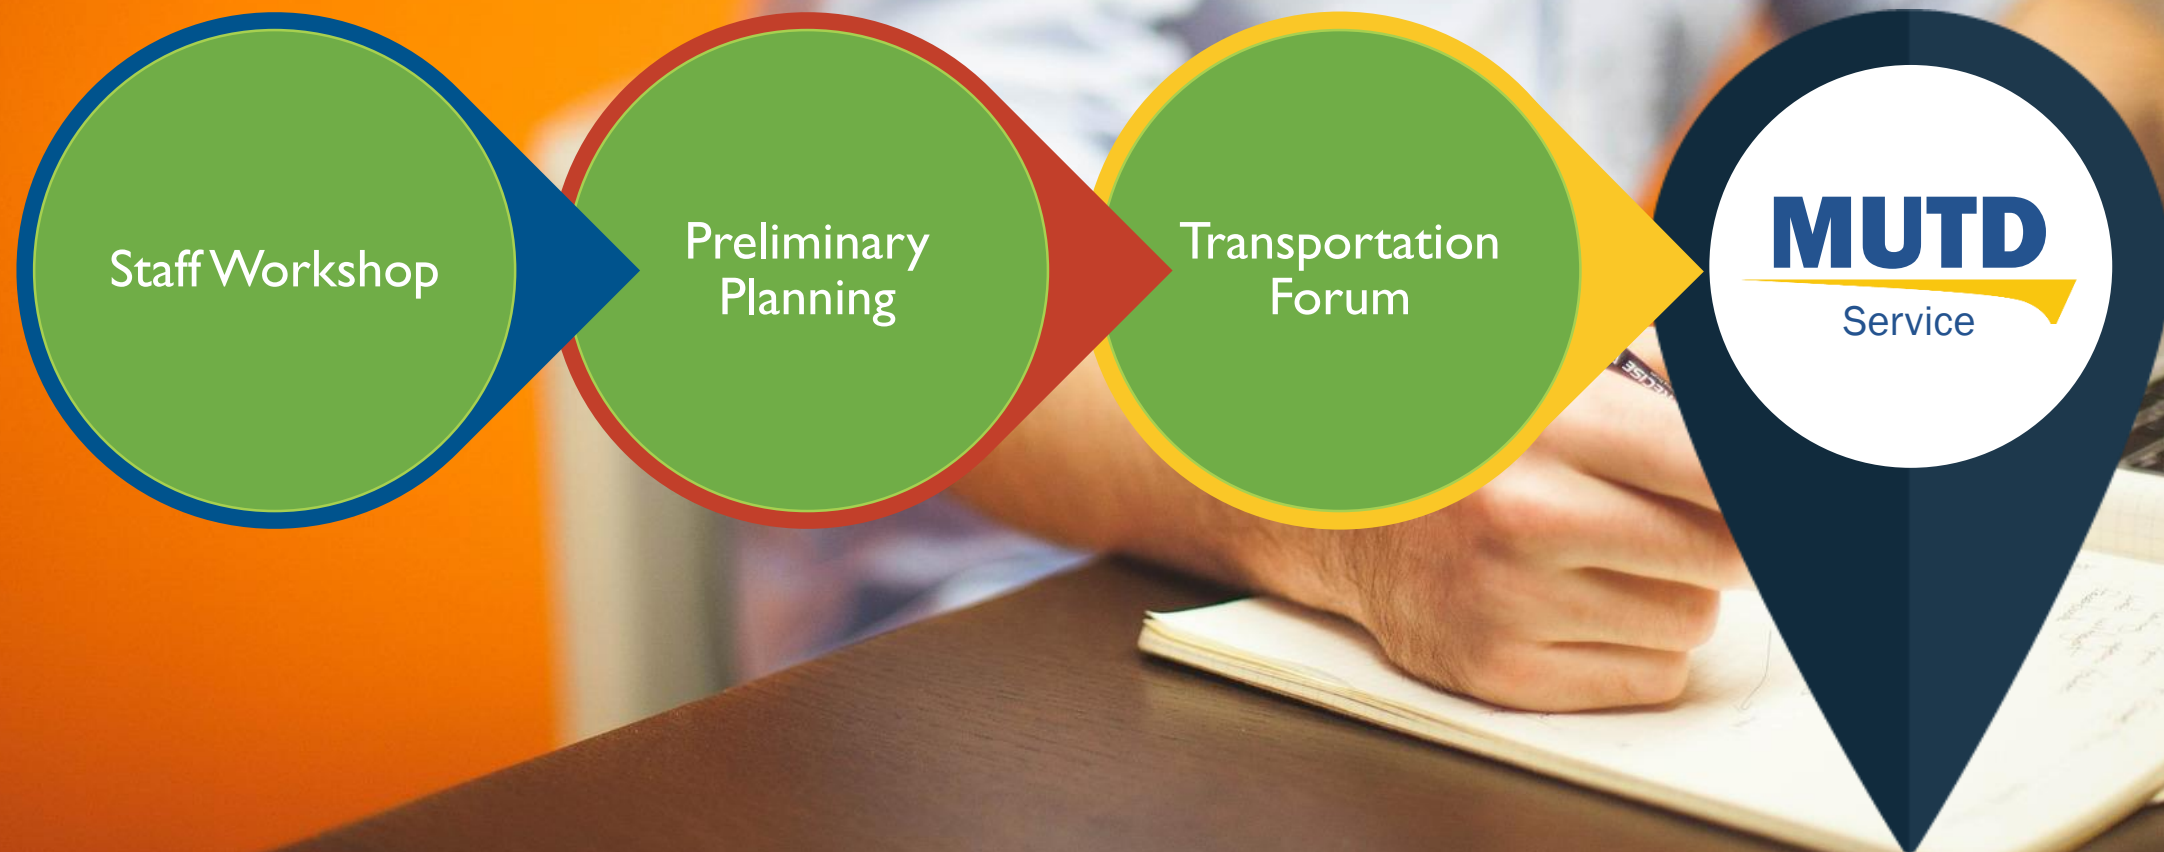 Staff Workshop
Preliminary
Planning
Transportation
Forum
MUTD
Service